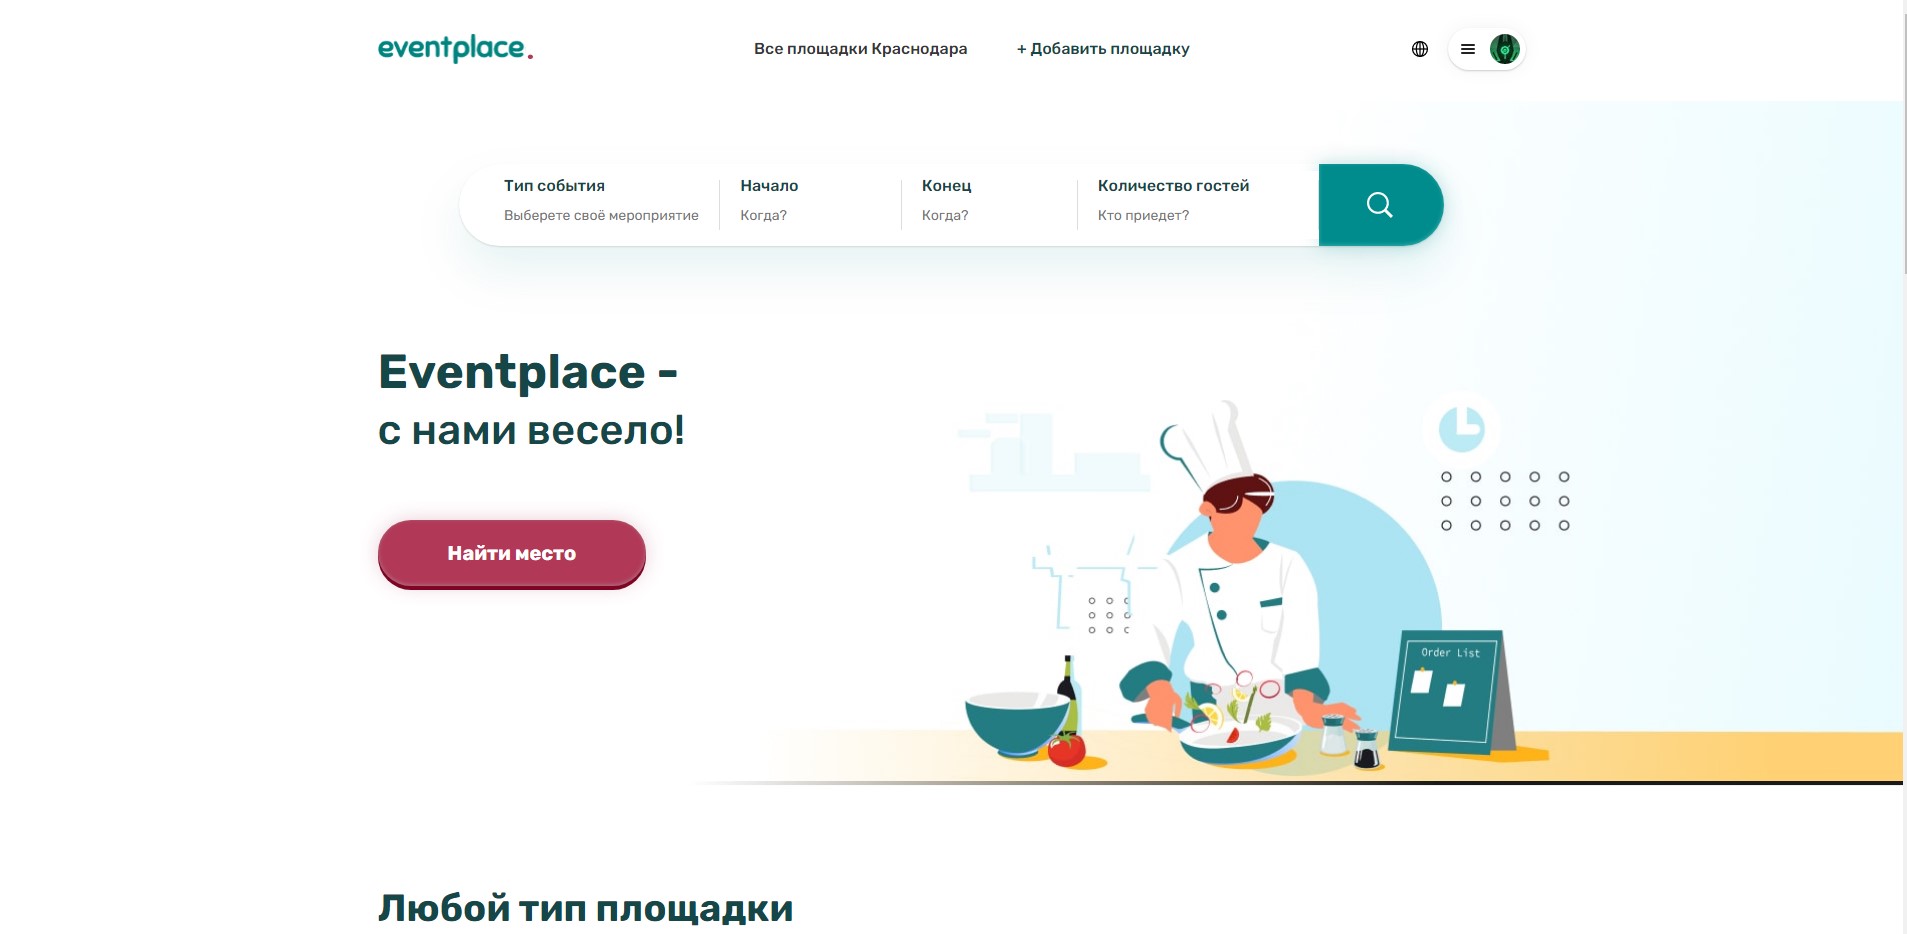 eventplace.
Все площадки Краснодара
+ Добавить площадку
Тип события
Выберете своё мероприятие
Начало
Когда?
Конец
Когда?
Количество гостей
Кто приедет?
Eventplace -
с нами весело!
Найти место
Order List
Любой тип площадки